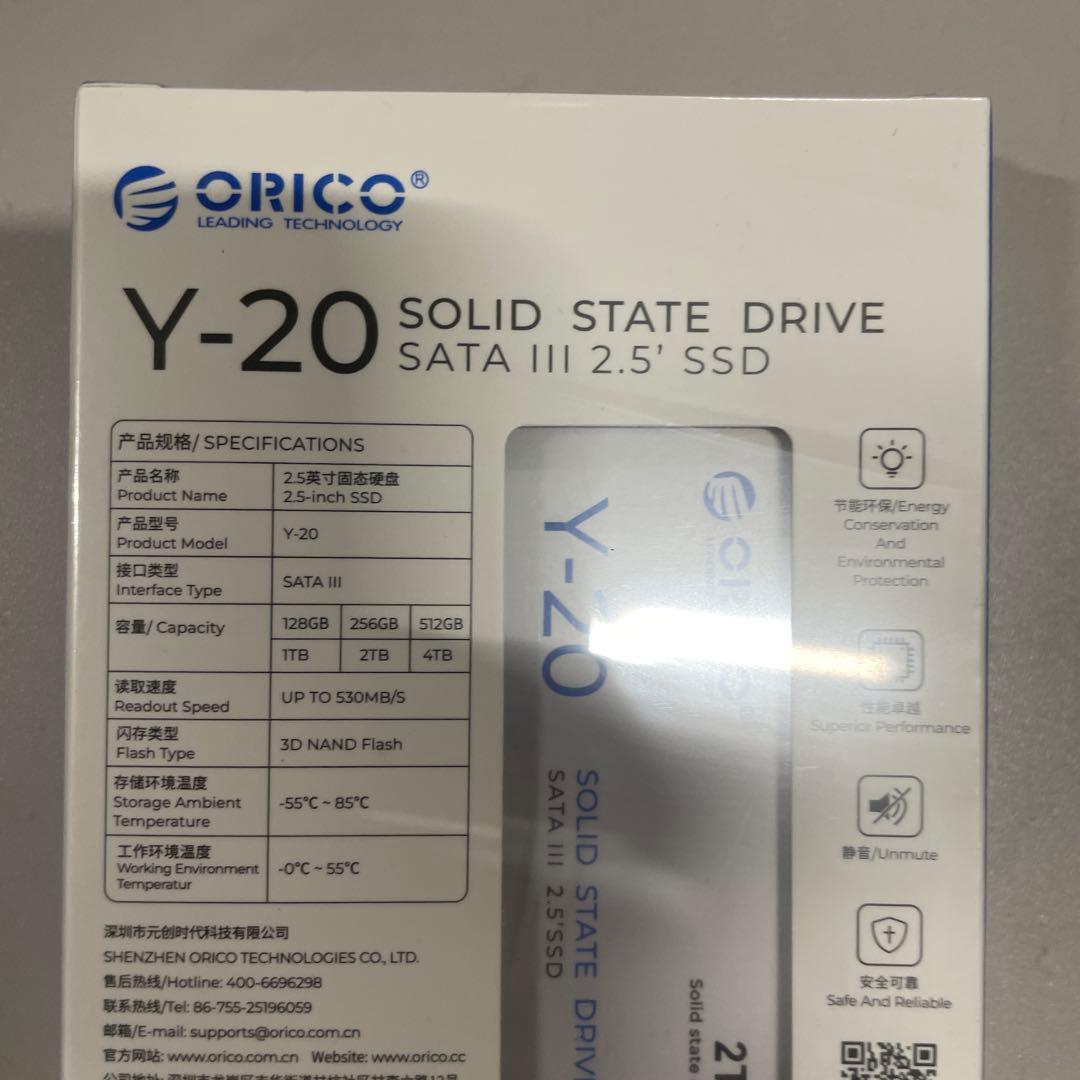 ORICO®
LEADING TECHNOLOGY
Y-20
SOLID STATE DRIVE
SATA III 2.5’ SSD
产品规格/ SPECIFICATIONS
产品名称
Product Name
2.5英寸固态硬盘
2.5-inch SSD
产品型号
Product Model
Y-20
接口类型
Interface Type
SATA III
容量/ Capacity
128GB 256GB 512GB
1TB 2TB 4TB
读取速度
Readout Speed
UP TO 530MB/S
闪存类型
Flash Type
3D NAND Flash
存储环境温度
Storage Ambient
Temperature
-55℃ ~ 85℃
工作环境温度
Working Environment
Temperatur
-0℃ ~ 55℃
深圳市元创时代科技有限公司
SHENZHEN ORICO TECHNOLOGIES CO., LTD.
售后热线/Hotline: 400-6696298
联系热线/Tel: 86-755-25196059
邮箱/E-mail: supports@orico.com.cn
官方网站: www.orico.com.cn Website: www.orico.cc
Y-20
SOLID STATE DRIVE
SATA III 2.5'SSD
Solid state
节能环保/Energy
Conservation
And
Environmental
Protection
性能卓越
Superior Performance
静音/Unmute
安全可靠
Safe And Reliable